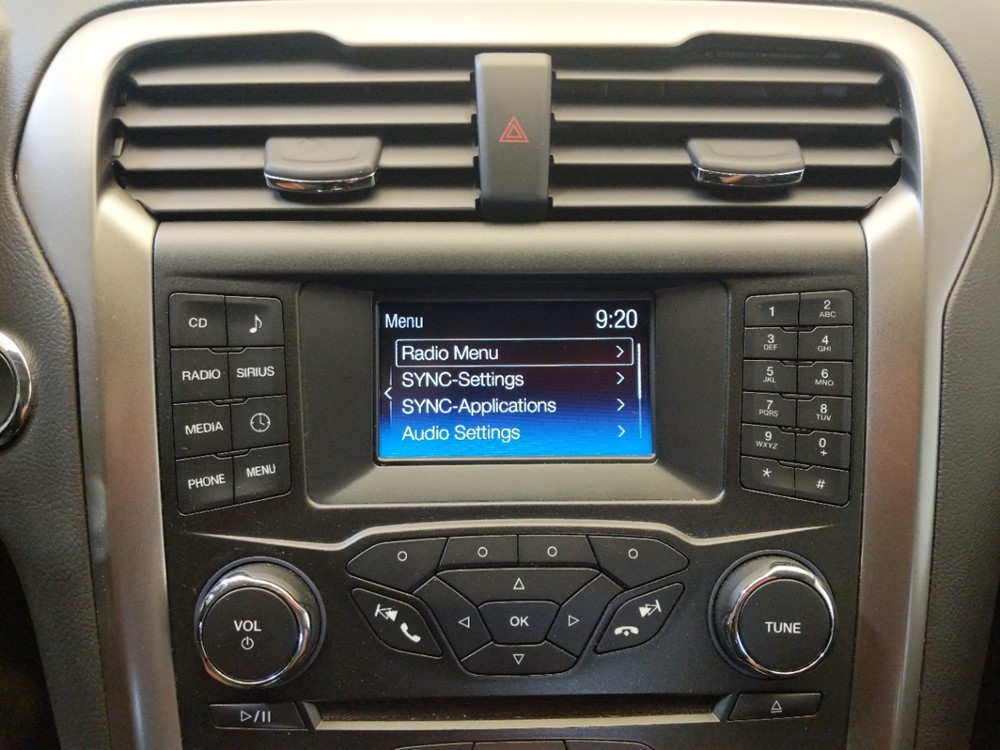 Menu 9:20
Radio Menu
SYNC-Settings
SYNC-Applications
Audio Settings
CD
RADIO SIRIUS
MEDIA
PHONE MENU
1 2 ABC
3 DEF 4 GHI
5 JKL 6 MNO
7 PQRS 8 TUV
9 WXYZ 0 +
* #
VOL
OK
TUNE